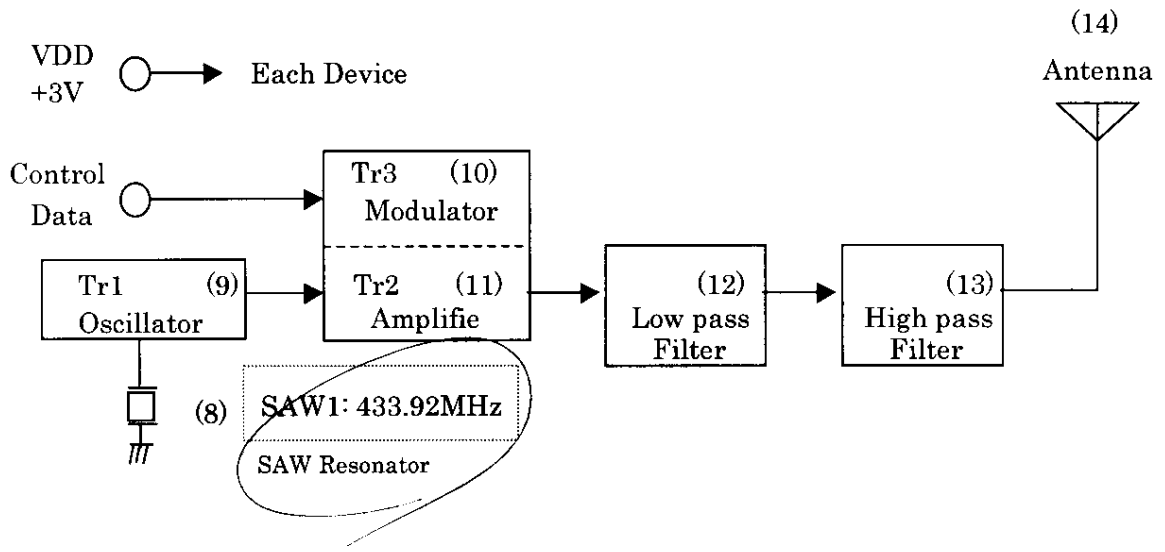 (14)
Antenna
VDD
+3V
Each Device
Control
Data
Tr3 (10)
Modulator
Tr1 (9)
Oscillator
Tr2 (11)
Amplifie
(12)
Low pass
Filter
(13)
High pass
Filter
(8) SAW1: 433.92MHz
SAW Resonator